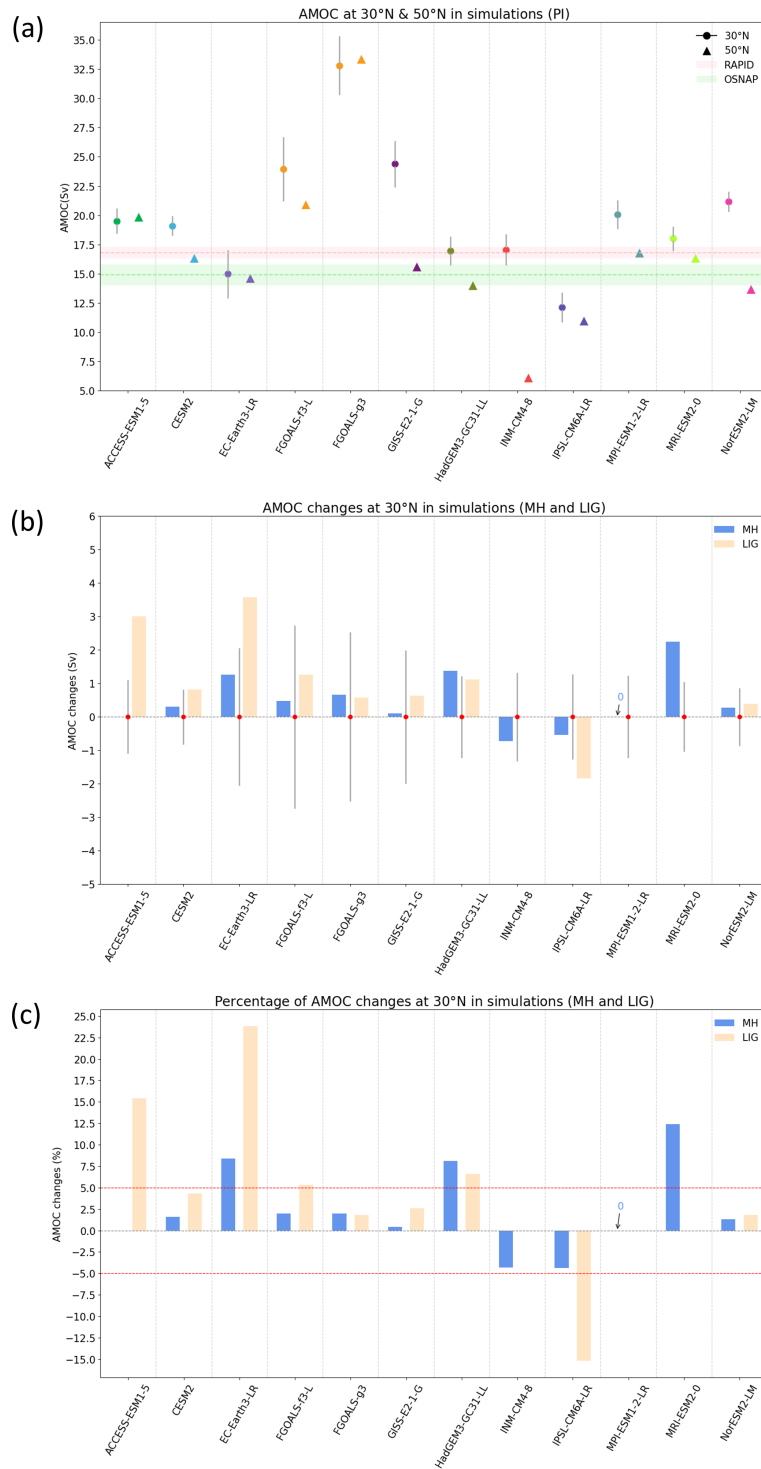 (a)
AMOC at 30°N & 50°N in simulations (PI)
35.0
32.5
30.0
27.5
25.0
22.5
20.0
17.5
15.0
12.5
10.0
7.5
5.0
AMOC(Sv)
30°N
50°N
RAPID
OSNAP
ACCESS-ESM1-5
CESM2
EC-Earth3-LR
FGOALS-f3-L
FGOALS-g3
GISS-E2-1-G
HadGEM3-GC31-LL
INM-CM4-8
IPSL-CM6A-LR
MPI-ESM1-2-LR
MRI-ESM2-0
NorESM2-LM
(b)
AMOC changes at 30°N in simulations (MH and LIG)
6
5
4
3
2
1
0
−1
−2
−3
−4
−5
AMOC changes (Sv)
MH
LIG
0
ACCESS-ESM1-5
CESM2
EC-Earth3-LR
FGOALS-f3-L
FGOALS-g3
GISS-E2-1-G
HadGEM3-GC31-LL
INM-CM4-8
IPSL-CM6A-LR
MPI-ESM1-2-LR
MRI-ESM2-0
NorESM2-LM
(c)
Percentage of AMOC changes at 30°N in simulations (MH and LIG)
25.0
22.5
20.0
17.5
15.0
12.5
10.0
7.5
5.0
2.5
0.0
−2.5
−5.0
−7.5
−10.0
−12.5
−15.0
AMOC changes (%)
MH
LIG
0
ACCESS-ESM1-5
CESM2
EC-Earth3-LR
FGOALS-f3-L
FGOALS-g3
GISS-E2-1-G
HadGEM3-GC31-LL
INM-CM4-8
IPSL-CM6A-LR
MPI-ESM1-2-LR
MRI-ESM2-0
NorESM2-LM